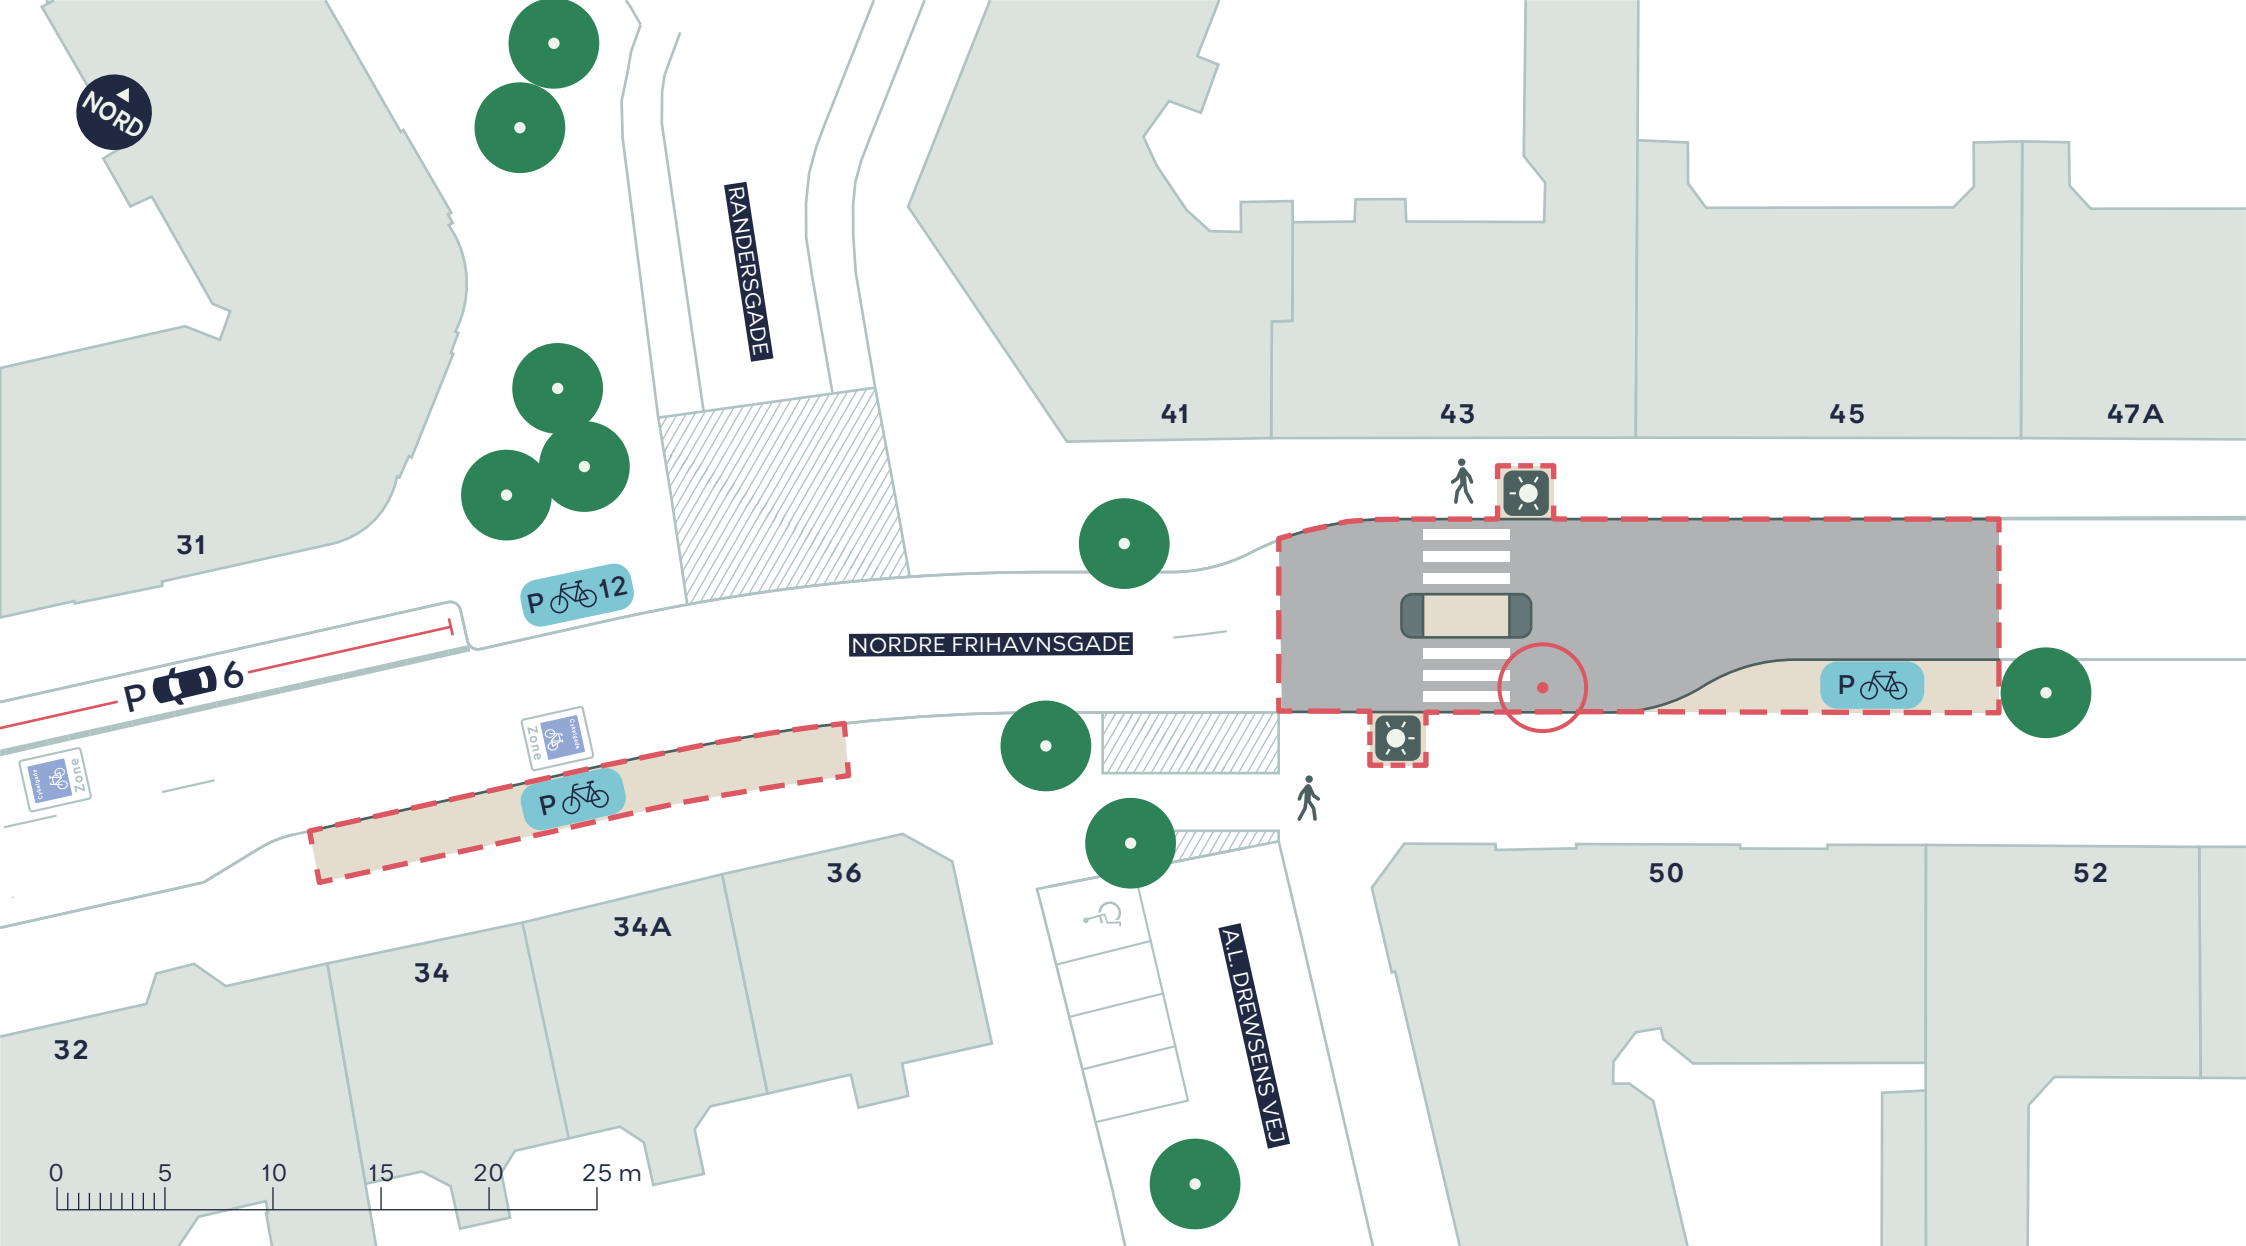 NORD
RANDERSGADE
41
43
45
47A
31
P 12
NORDRE FRIHAVNSGADE
P 6
P
Zone
Zone
P
36
50
52
34A
34
A.L. DREWSENS VEJ
32
0 5 10 15 20 25 m